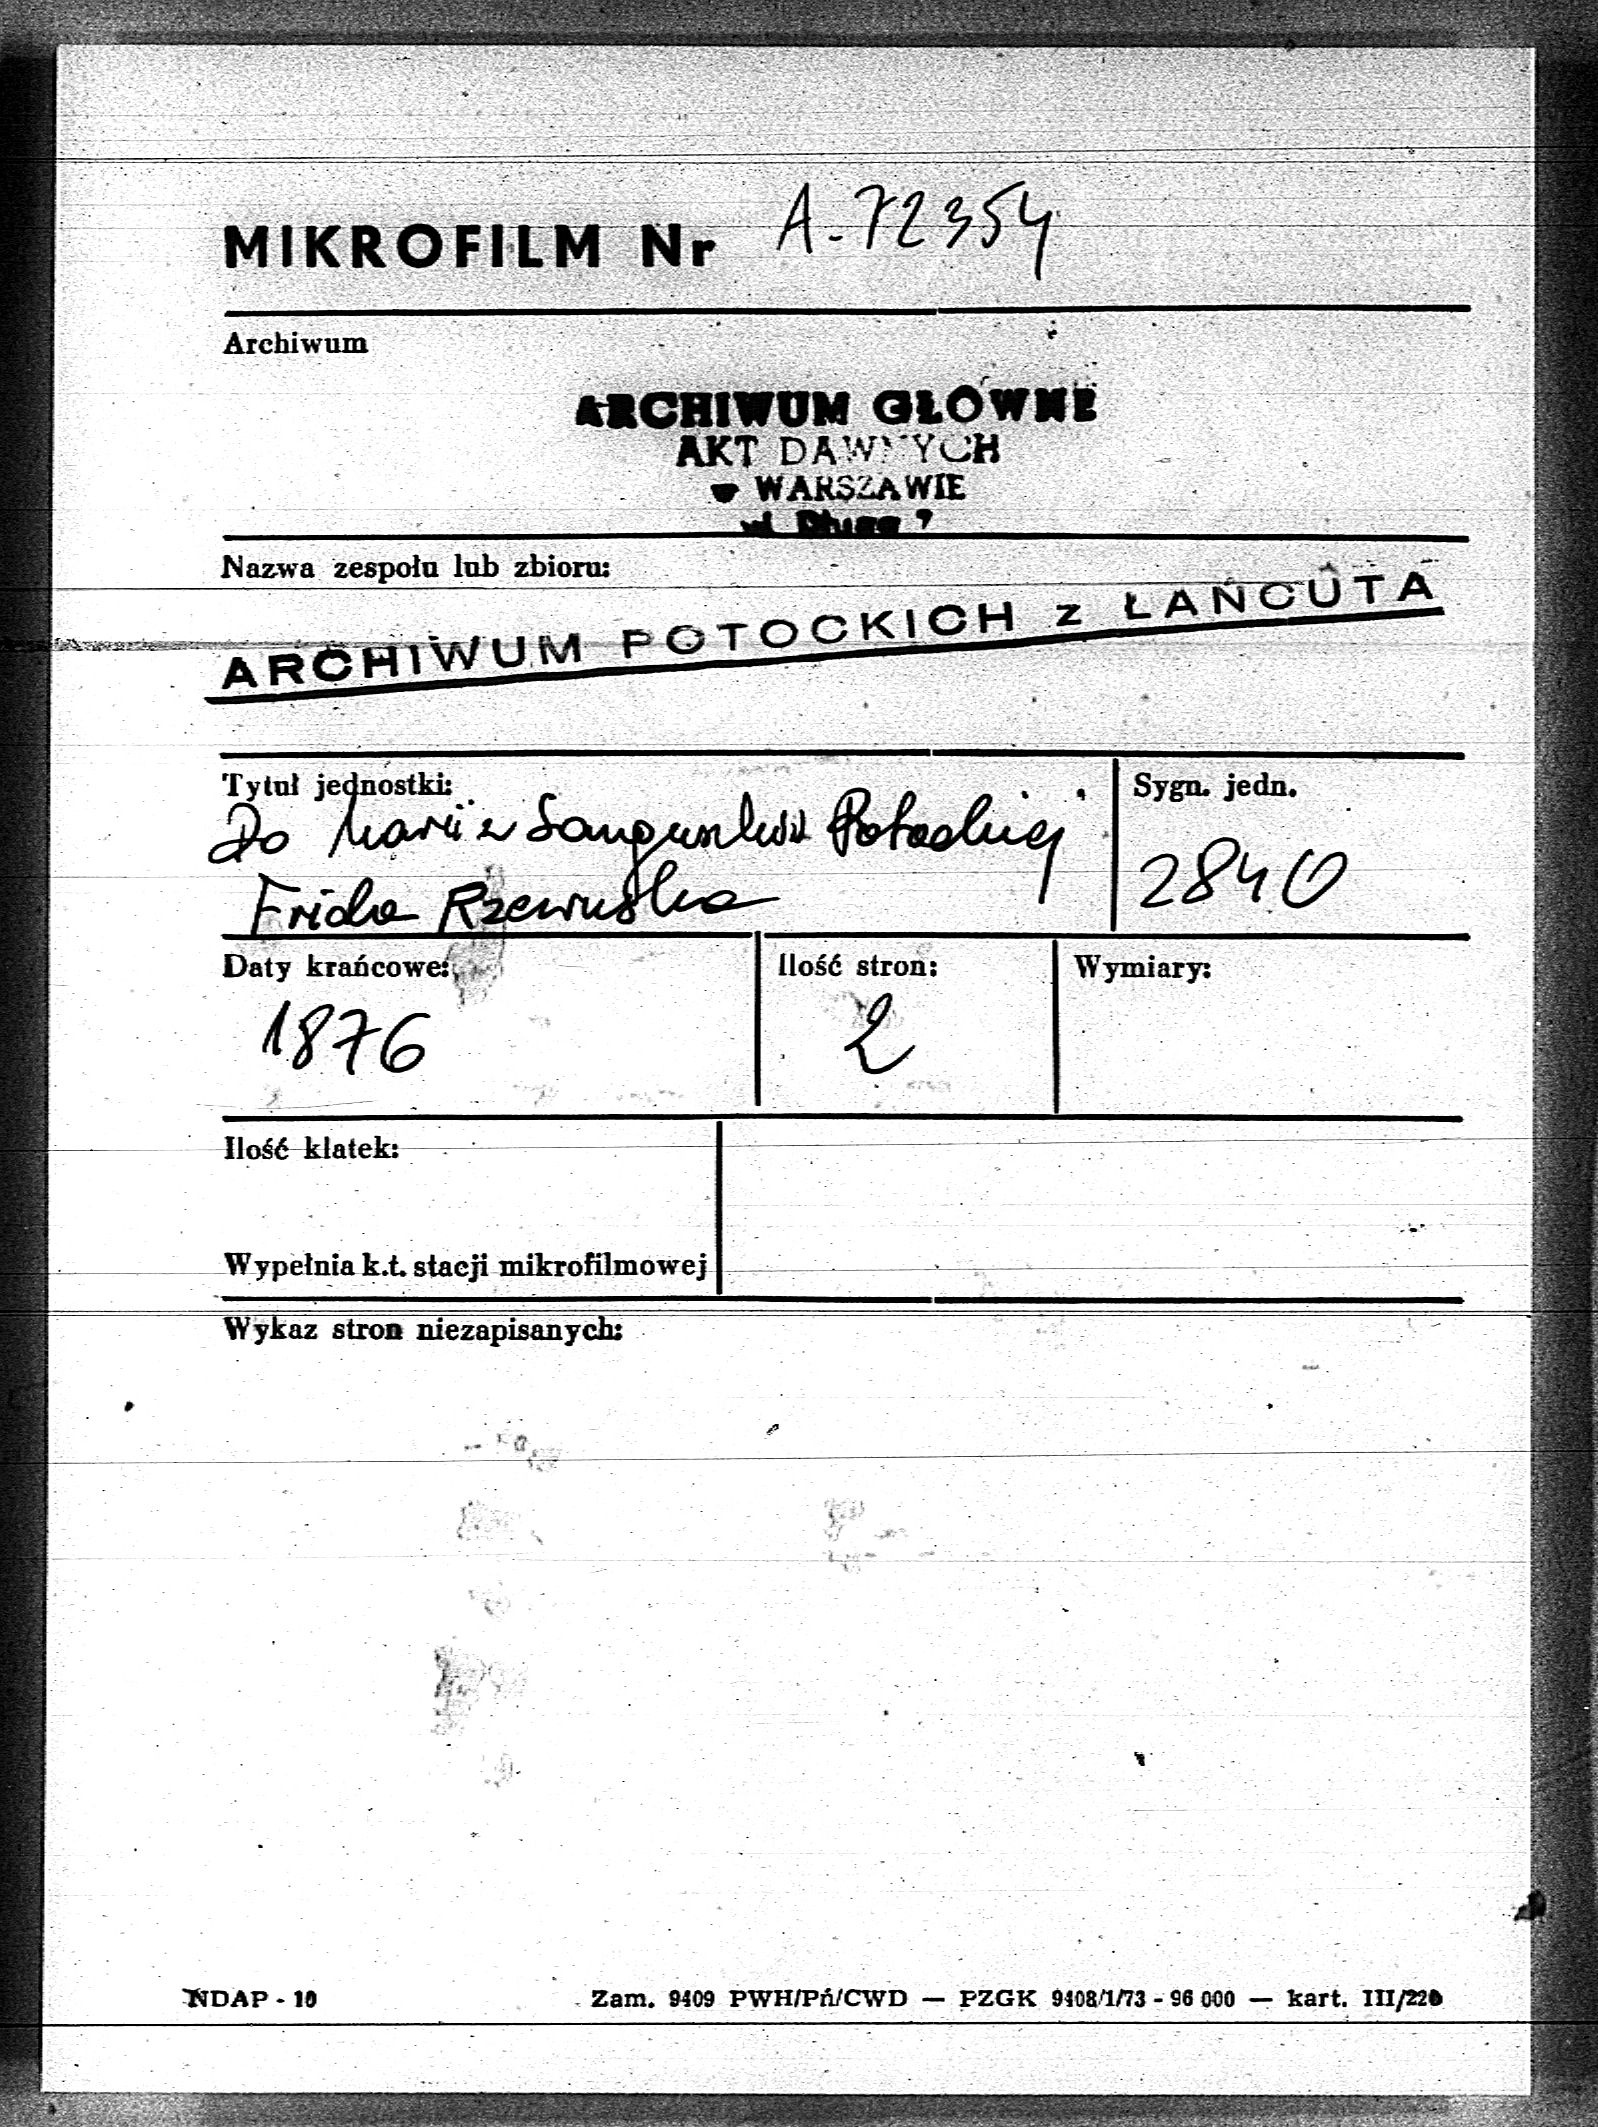 MIKROFILM Nr A-72354
Archiwum
ARCHIWUM GŁÓWNE
AKT DAWNYCH
w WARSZAWIE
ul. Długa 7
Nazwa zespołu lub zbioru:
ARCHIWUM POTOCKICH z ŁAŃCUTA
Tytuł jednostki: Sygn. jedn.
Do Marii z Sanguszków Potockiej
Frida Rzewuska 2840
Daty krańcowe: Ilość stron: Wymiary:
1876 2
Ilość klatek:
Wypełnia k.t. stacji mikrofilmowej
Wykaz stron niezapisanych:
NDAP - 10 Zam. 9409 PWH/Pń/CWD — PZGK 9408/1/73 - 96 000 — kart. III/220